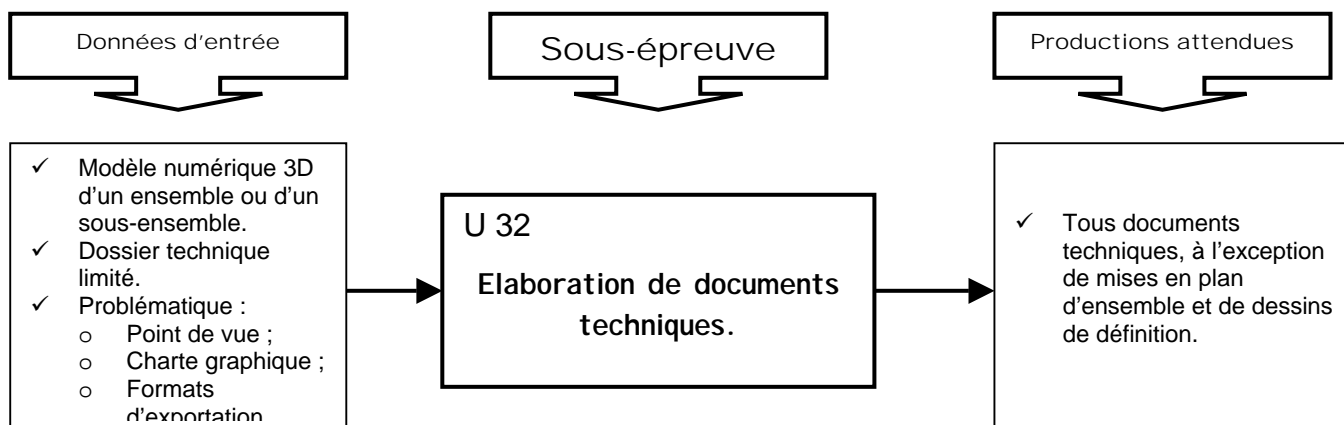 Données d'entrée
Sous-épreuve
Productions attendues
✓ Modèle numérique 3D
d'un ensemble ou d'un
sous-ensemble.
✓ Dossier technique
limité.
✓ Problématique :
o Point de vue ;
o Charte graphique ;
o Formats
d'exportation
U 32
Elaboration de documents
techniques.
✓ Tous documents
techniques, à l'exception
de mises en plan
d'ensemble et de dessins
de définition.